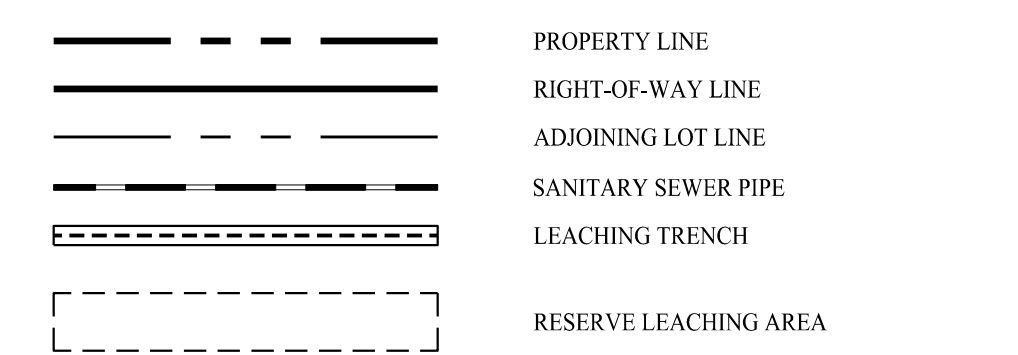 PROPERTY LINE
RIGHT-OF-WAY LINE
ADJOINING LOT LINE
SANITARY SEWER PIPE
LEACHING TRENCH
RESERVE LEACHING AREA